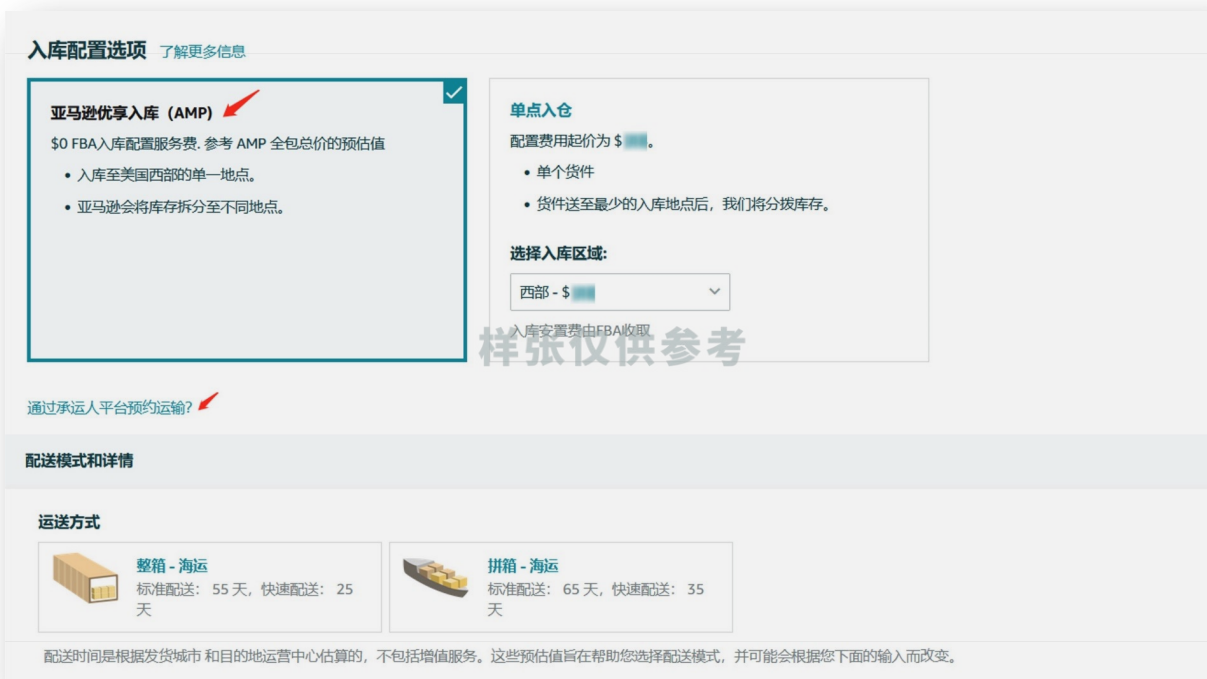 入库配置选项 了解更多信息
亚马逊优享入库（AMP）
$0 FBA入库配置服务费. 参考 AMP 全包总价的预估值
• 入库至美国西部的单一地点。
• 亚马逊会将库存拆分至不同地点。
单点入仓
配置费用起价为 $ 。
• 单个货件
• 货件送至最少的入库地点后，我们将分拨库存。
选择入库区域:
西部 - $
入库安置费由FBA收取
样张仅供参考
通过承运人平台预约运输?
配送模式和详情
运送方式
整箱 - 海运
标准配送： 55 天，快速配送： 25
天
拼箱 - 海运
标准配送： 65 天，快速配送： 35
天
配送时间是根据发货城市 和目的地运营中心估算的，不包括增值服务。这些预估值旨在帮助您选择配送模式，并可能会根据您下面的输入而改变。